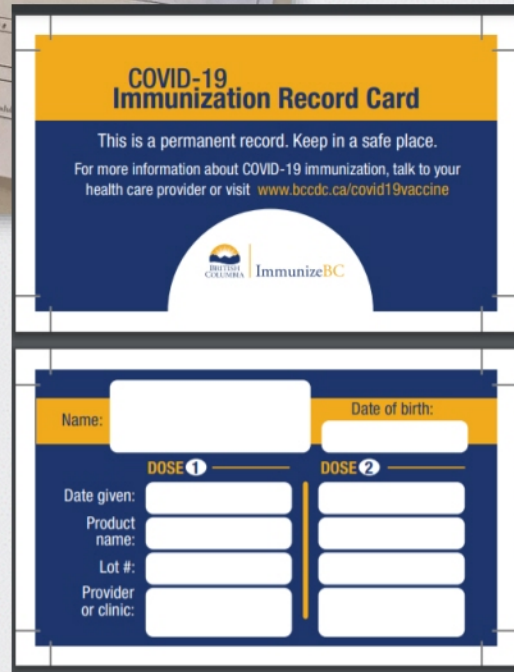 COVID-19
Immunization Record Card
This is a permanent record. Keep in a safe place.
For more information about COVID-19 immunization, talk to your
health care provider or visit www.bccdc.ca/covid19vaccine
BRITISH
COLUMBIA
ImmunizeBC
Name:
Date of birth:
DOSE 1
DOSE 2
Date given:
Product
name:
Lot #:
Provider
or clinic: